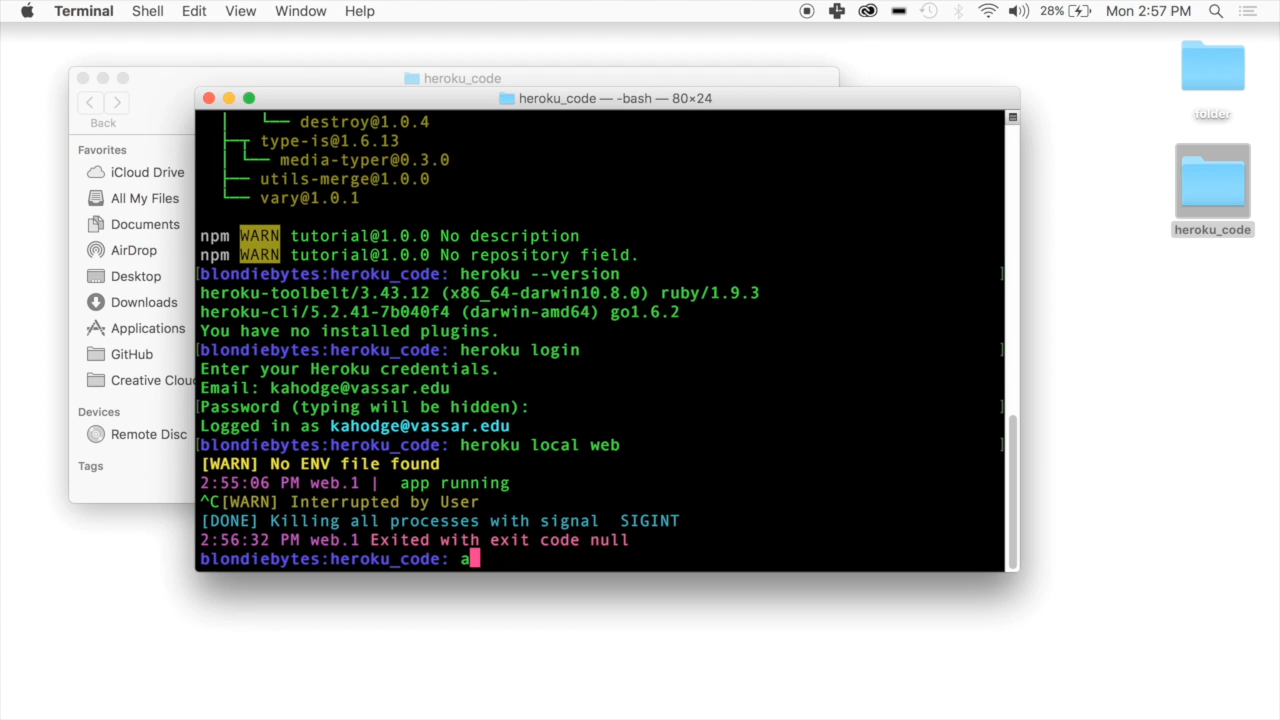 Terminal Shell Edit View Window Help 28% Mon 2:57 PM
folder
heroku_code
heroku_code
Back
Favorites
iCloud Drive
All My Files
Documents
AirDrop
Desktop
Downloads
Applications
GitHub
Creative Clou
Devices
Remote Disc
Tags
heroku_code — -bash — 80×24
│ └── destroy@1.0.4
├─┬ type-is@1.6.13
│ └── media-typer@0.3.0
├── utils-merge@1.0.0
└── vary@1.0.1
npm WARN tutorial@1.0.0 No description
npm WARN tutorial@1.0.0 No repository field.
[blondiebytes:heroku_code: heroku --version ]
heroku-toolbelt/3.43.12 (x86_64-darwin10.8.0) ruby/1.9.3
heroku-cli/5.2.41-7b040f4 (darwin-amd64) go1.6.2
You have no installed plugins.
[blondiebytes:heroku_code: heroku login ]
Enter your Heroku credentials.
Email: kahodge@vassar.edu
[Password (typing will be hidden): ]
Logged in as kahodge@vassar.edu
[blondiebytes:heroku_code: heroku local web ]
[WARN] No ENV file found
2:55:06 PM web.1 | app running
^C[WARN] Interrupted by User
[DONE] Killing all processes with signal SIGINT
2:56:32 PM web.1 Exited with exit code null
blondiebytes:heroku_code: a